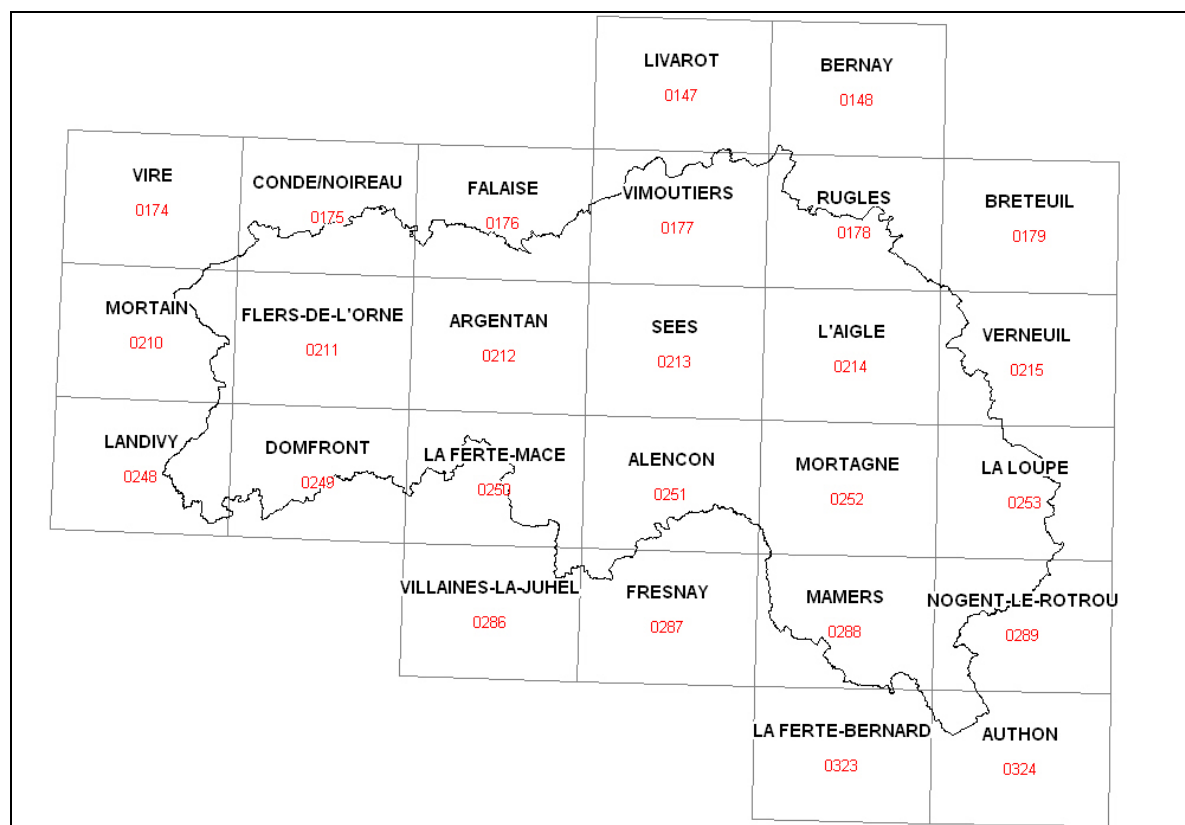 LIVAROT
0147
BERNAY
0148
VIRE
0174
CONDE/NOIREAU
0175
FALAISE
0176
VIMOUTIERS
0177
RUGLES
0178
BRETEUIL
0179
MORTAIN
0210
FLERS-DE-L'ORNE
0211
ARGENTAN
0212
SEES
0213
L'AIGLE
0214
VERNEUIL
0215
LANDIVY
0248
DOMFRONT
0249
LA FERTE-MACE
0250
ALENCON
0251
MORTAGNE
0252
LA LOUPE
0253
VILLAINES-LA-JUHEL
0286
FRESNAY
0287
MAMERS
0288
NOGENT-LE-ROTROU
0289
LA FERTE-BERNARD
0323
AUTHON
0324